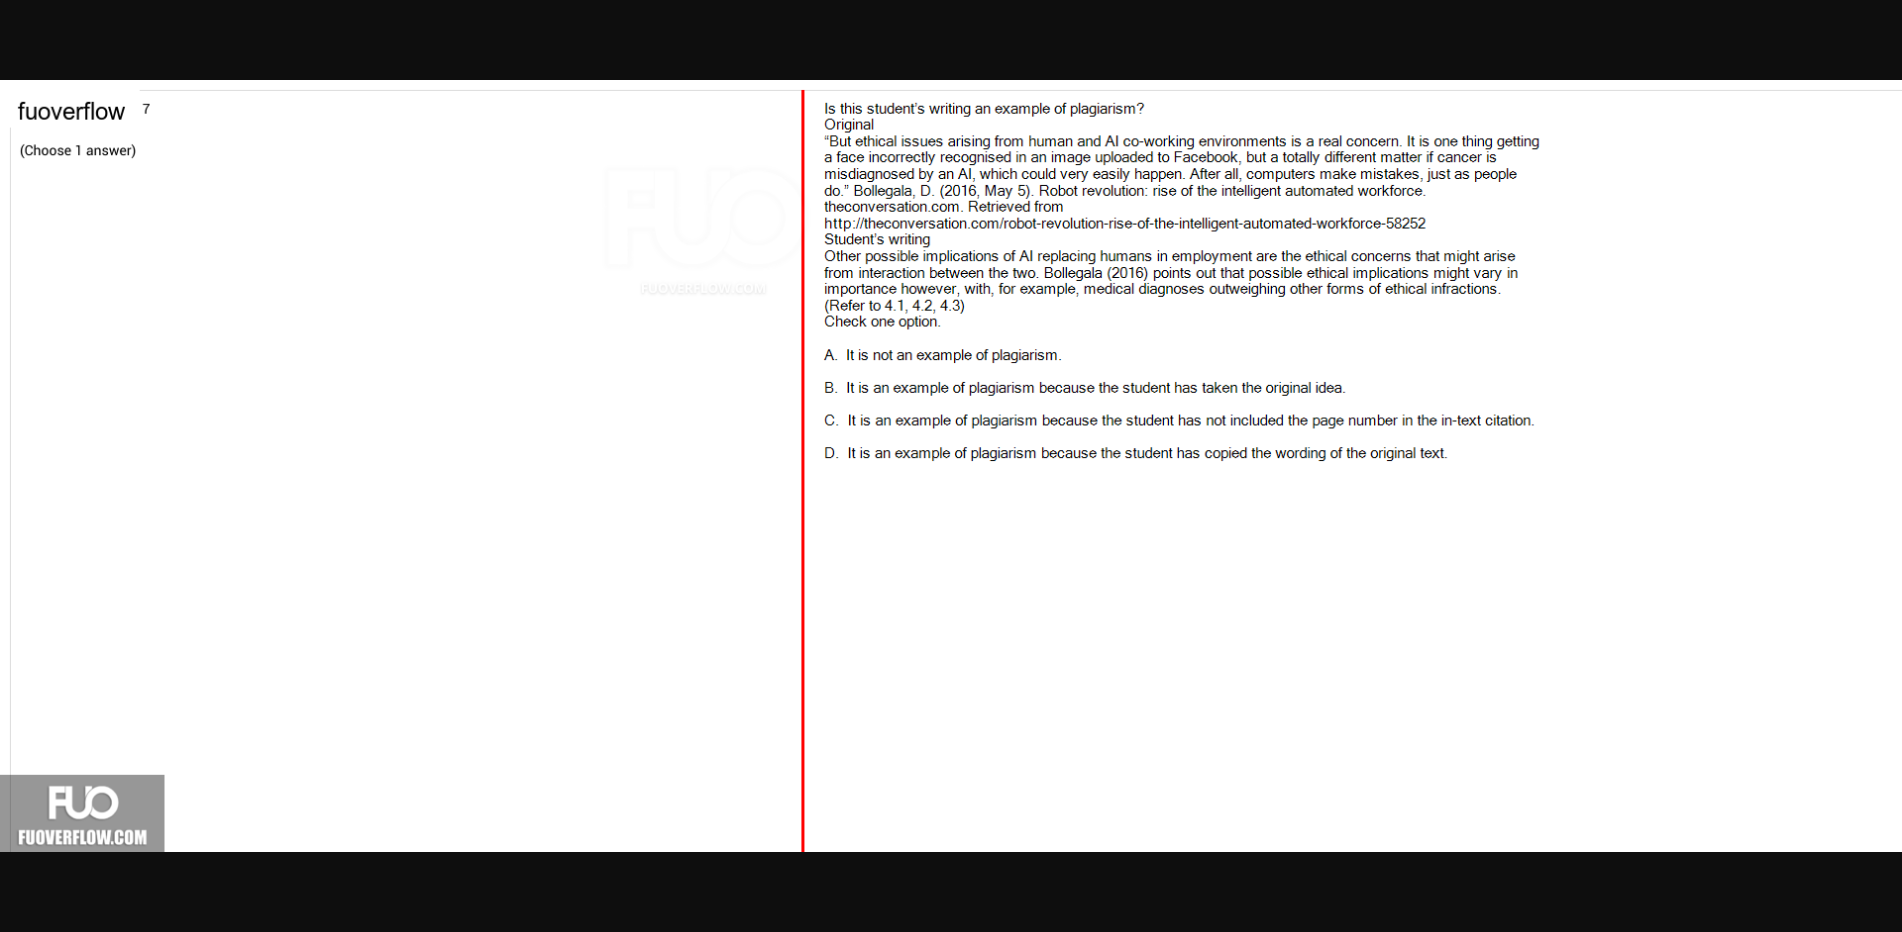 fuoverflow 7
(Choose 1 answer)
Is this student’s writing an example of plagiarism?
Original
“But ethical issues arising from human and AI co-working environments is a real concern. It is one thing getting
a face incorrectly recognised in an image uploaded to Facebook, but a totally different matter if cancer is
misdiagnosed by an AI, which could very easily happen. After all, computers make mistakes, just as people
do.” Bollegala, D. (2016, May 5). Robot revolution: rise of the intelligent automated workforce.
theconversation.com. Retrieved from
http://theconversation.com/robot-revolution-rise-of-the-intelligent-automated-workforce-58252
Student’s writing
Other possible implications of AI replacing humans in employment are the ethical concerns that might arise
from interaction between the two. Bollegala (2016) points out that possible ethical implications might vary in
importance however, with, for example, medical diagnoses outweighing other forms of ethical infractions.
(Refer to 4.1, 4.2, 4.3)
Check one option.
A. It is not an example of plagiarism.
B. It is an example of plagiarism because the student has taken the original idea.
C. It is an example of plagiarism because the student has not included the page number in the in-text citation.
D. It is an example of plagiarism because the student has copied the wording of the original text.
FUO
FUOVERFLOW.COM
FUO
FUOVERFLOW.COM